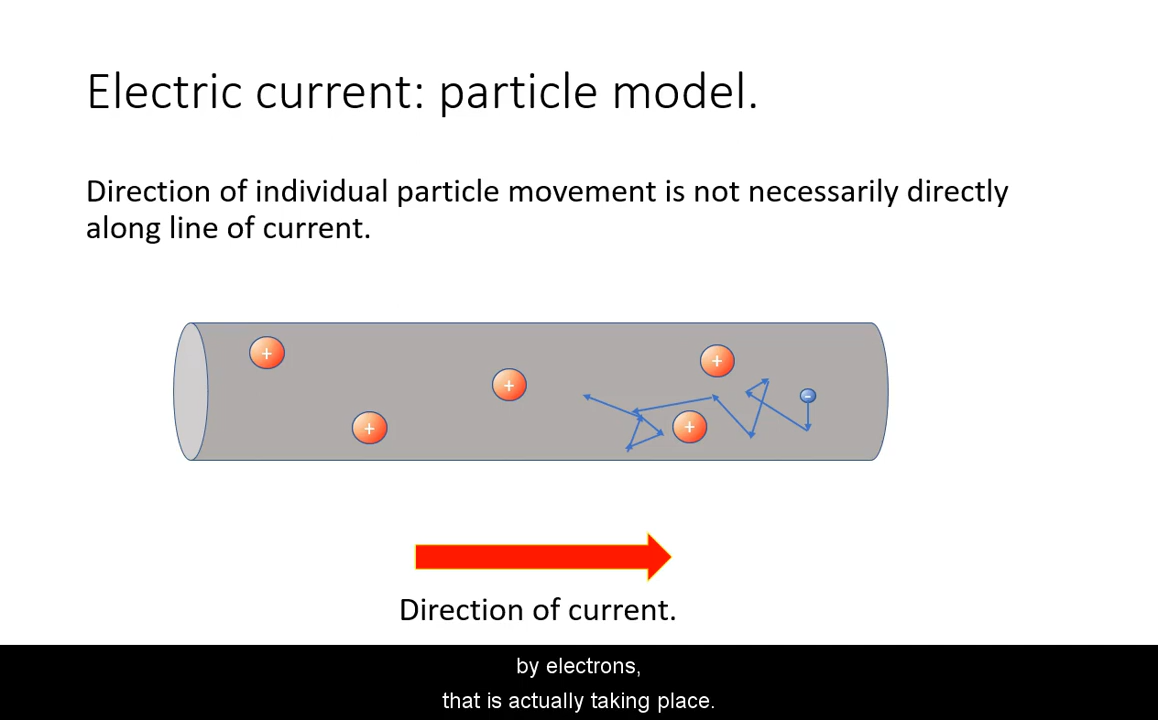 Electric current: particle model.
Direction of individual particle movement is not necessarily directly
along line of current.
+
+
+
-
+
+
Direction of current.
by electrons,
that is actually taking place.